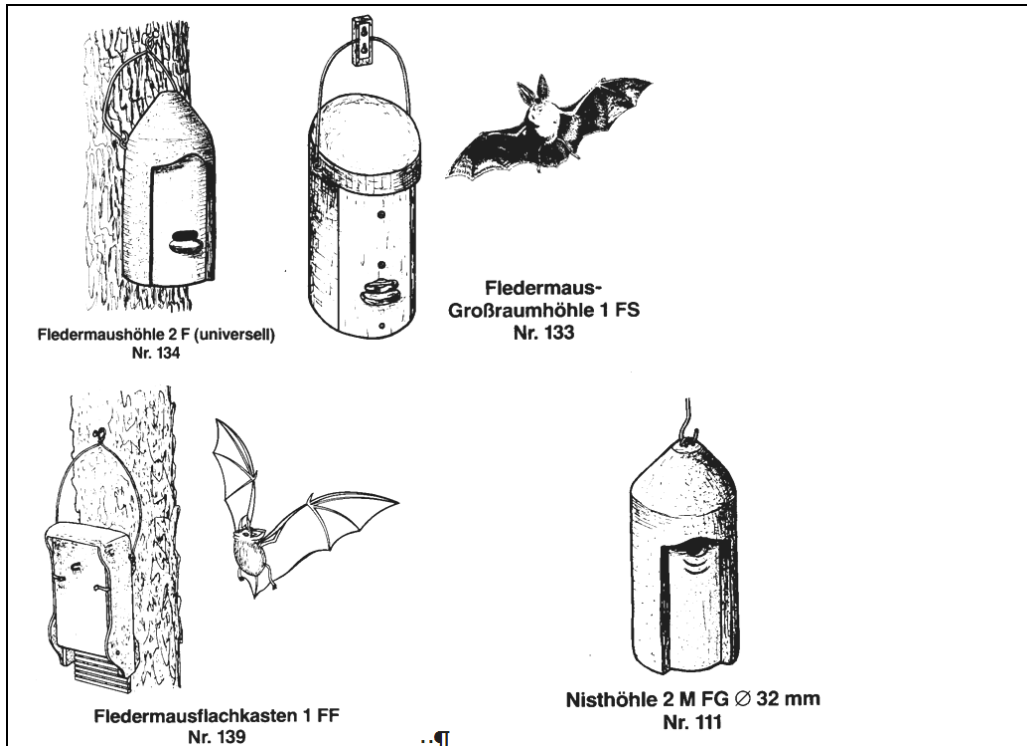 Fledermaushöhle 2 F (universell)
Nr. 134
Fledermaus-
Großraumhöhle 1 FS
Nr. 133
Fledermausflachkasten 1 FF
Nr. 139
..¶
Nisthöhle 2 M FG ∅ 32 mm
Nr. 111